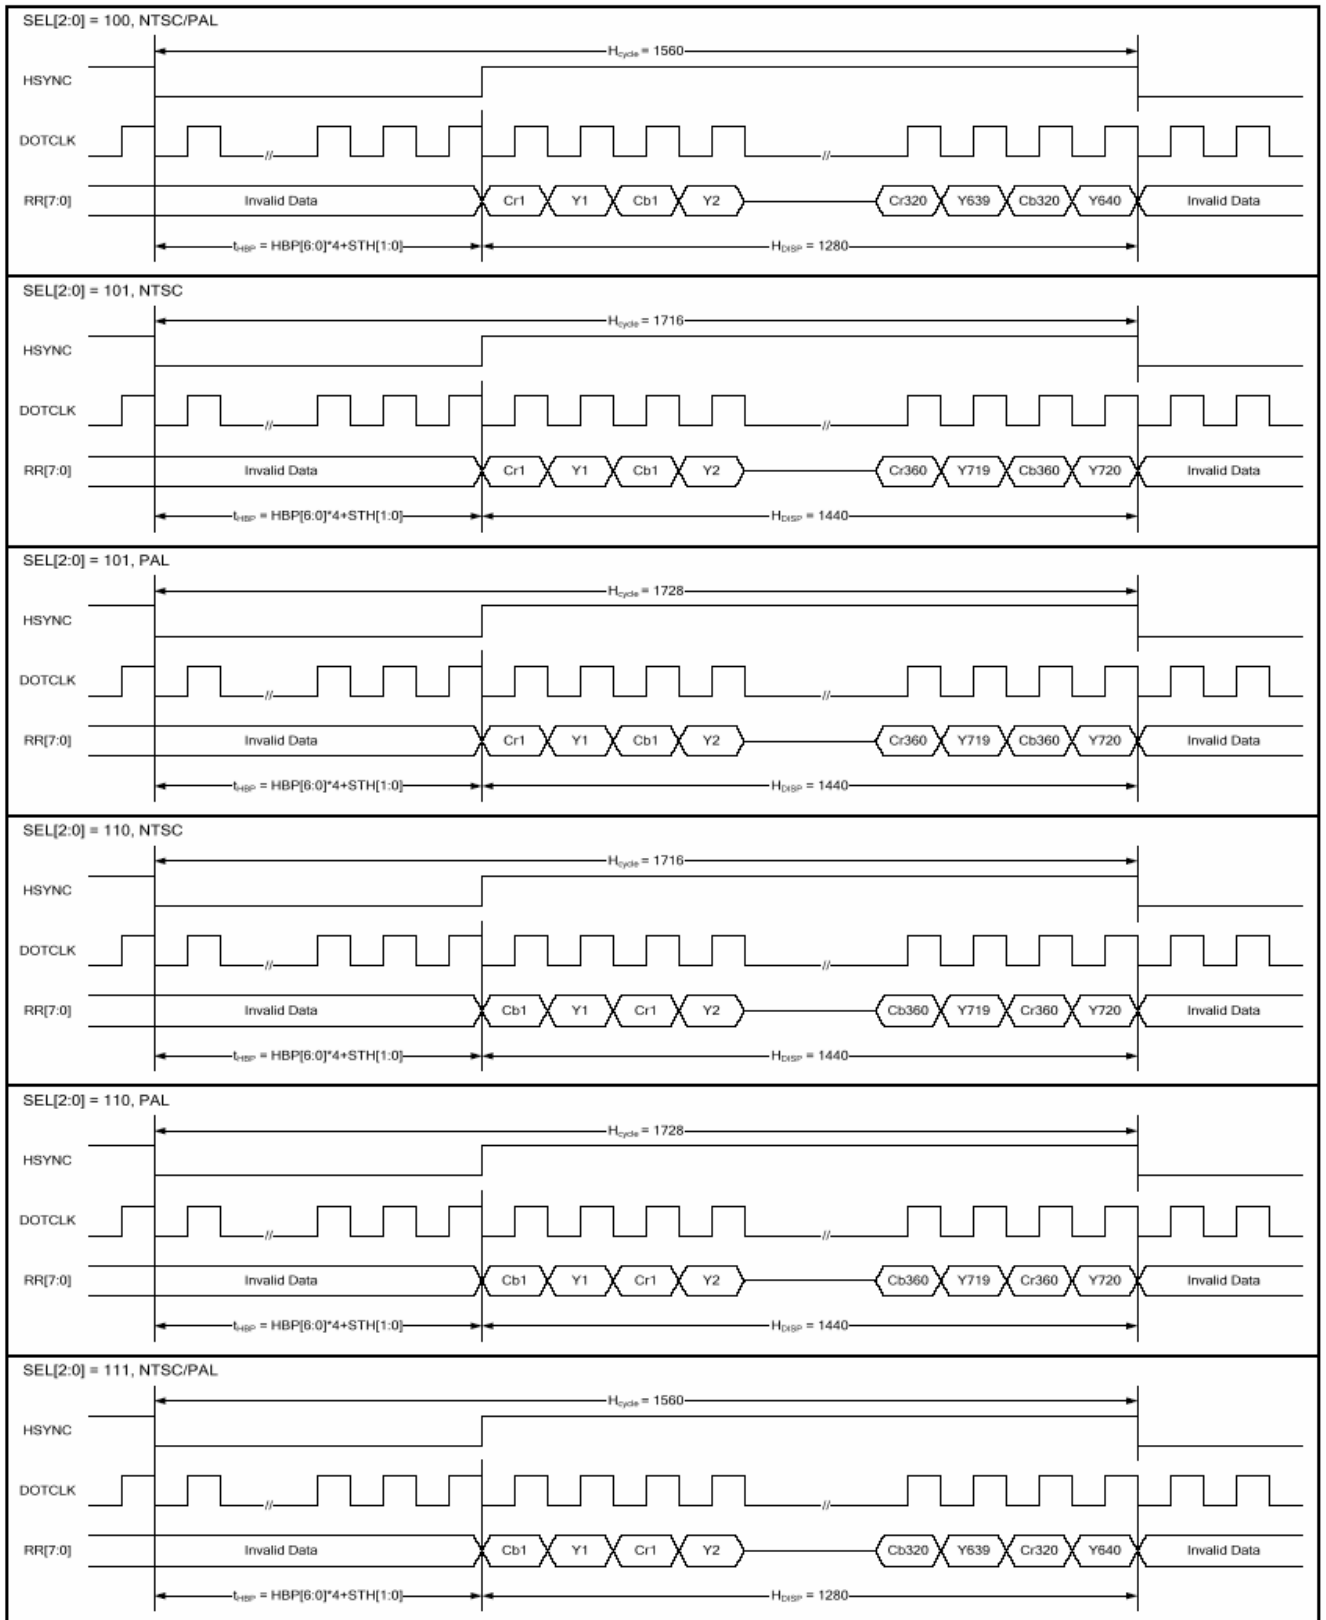 SEL[2:0] = 100, NTSC/PAL
Hcycle = 1560
HSYNC
DOTCLK
//
//
RR[7:0] Invalid Data Cr1 Y1 Cb1 Y2 Cr320 Y639 Cb320 Y640 Invalid Data
tHBP = HBP[6:0]*4+STH[1:0] HDISP = 1280
SEL[2:0] = 101, NTSC
Hcycle = 1716
HSYNC
DOTCLK
//
//
RR[7:0] Invalid Data Cr1 Y1 Cb1 Y2 Cr360 Y719 Cb360 Y720 Invalid Data
tHBP = HBP[6:0]*4+STH[1:0] HDISP = 1440
SEL[2:0] = 101, PAL
Hcycle = 1728
HSYNC
DOTCLK
//
//
RR[7:0] Invalid Data Cr1 Y1 Cb1 Y2 Cr360 Y719 Cb360 Y720 Invalid Data
tHBP = HBP[6:0]*4+STH[1:0] HDISP = 1440
SEL[2:0] = 110, NTSC
Hcycle = 1716
HSYNC
DOTCLK
//
//
RR[7:0] Invalid Data Cb1 Y1 Cr1 Y2 Cb360 Y719 Cr360 Y720 Invalid Data
tHBP = HBP[6:0]*4+STH[1:0] HDISP = 1440
SEL[2:0] = 110, PAL
Hcycle = 1728
HSYNC
DOTCLK
//
//
RR[7:0] Invalid Data Cb1 Y1 Cr1 Y2 Cb360 Y719 Cr360 Y720 Invalid Data
tHBP = HBP[6:0]*4+STH[1:0] HDISP = 1440
SEL[2:0] = 111, NTSC/PAL
Hcycle = 1560
HSYNC
DOTCLK
//
//
RR[7:0] Invalid Data Cb1 Y1 Cr1 Y2 Cb320 Y639 Cr320 Y640 Invalid Data
tHBP = HBP[6:0]*4+STH[1:0] HDISP = 1280